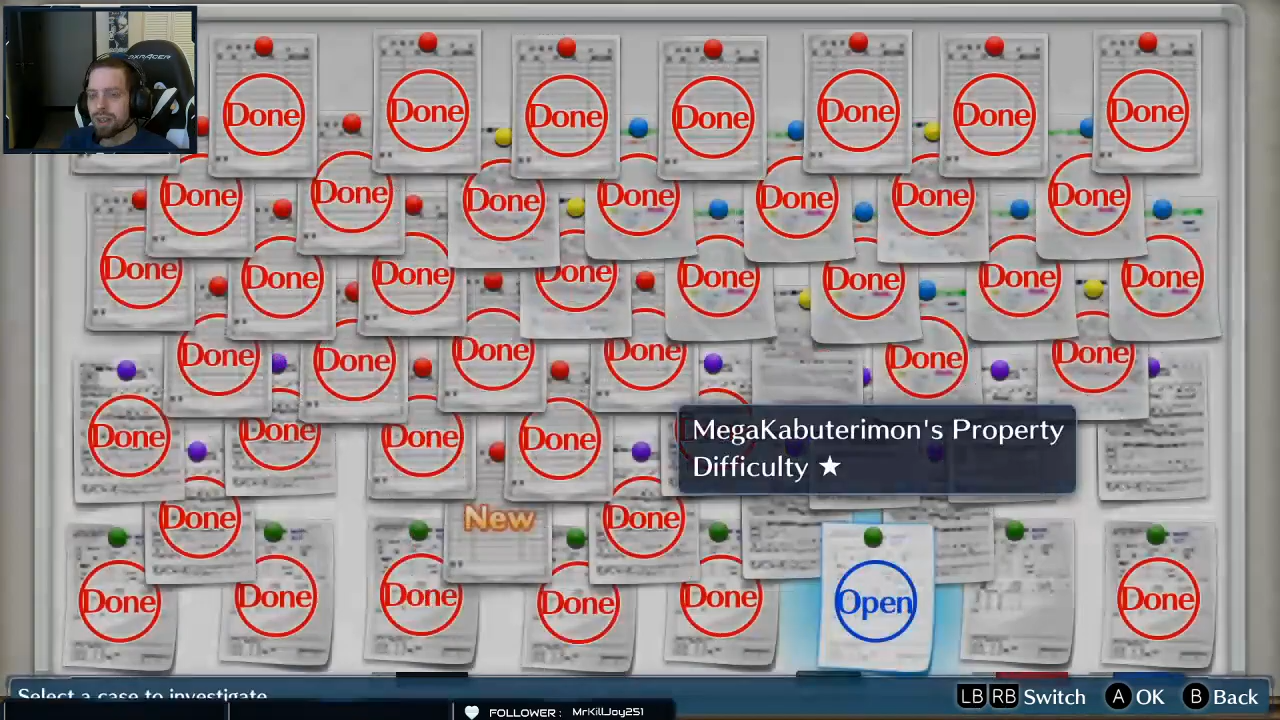 Done Done Done Done Done Done Done
Done Done Done Done Done Done Done
Done Done Done Done Done Done Done Done
Done Done Done Done Done Done
MegaKabuterimon's Property
Difficulty ★
Done Done Done Done
New
Done Done
Done Done Done Done Done Open Done
Select a case to investigate
LB RB Switch A OK B Back
FOLLOWER: MrKillJoy251